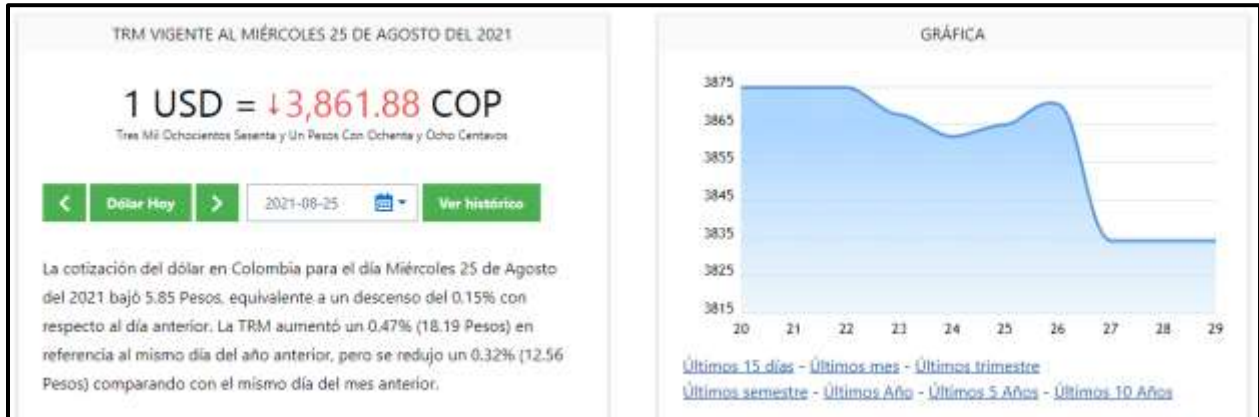 TRM VIGENTE AL MIÉRCOLES 25 DE AGOSTO DEL 2021
1 USD = ↓3,861.88 COP
Tres Mil Ochocientos Sesenta y Un Pesos Con Ochenta y Ocho Centavos
Dólar Hoy
2021-08-25
Ver histórico
La cotización del dólar en Colombia para el día Miércoles 25 de Agosto
del 2021 bajó 5.85 Pesos, equivalente a un descenso del 0.15% con
respecto al día anterior. La TRM aumentó un 0.47% (18.19 Pesos) en
referencia al mismo día del año anterior, pero se redujo un 0.32% (12.56
Pesos) comparando con el mismo día del mes anterior.
GRÁFICA
3875
3865
3855
3845
3835
3825
3815
20 21 22 23 24 25 26 27 28 29
Últimos 15 días - Últimos mes - Últimos trimestre
Últimos semestre - Últimos Año - Últimos 5 Años - Últimos 10 Años